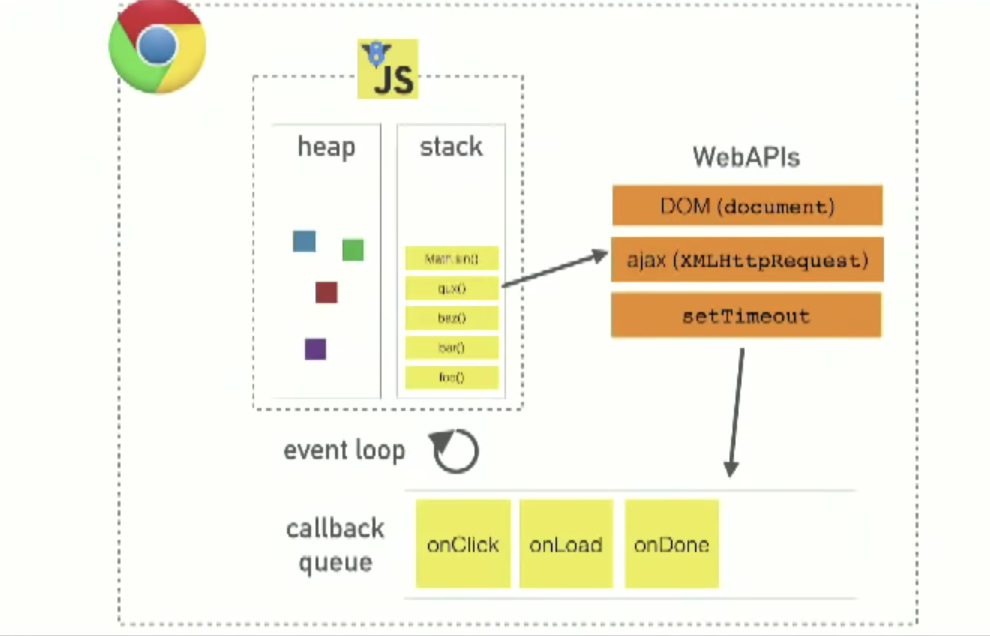 JS
heap
stack
Math.sin()
qux()
baz()
bar()
foo()
WebAPIs
DOM (document)
ajax (XMLHttpRequest)
setTimeout
event loop
callback
queue
onClick
onLoad
onDone